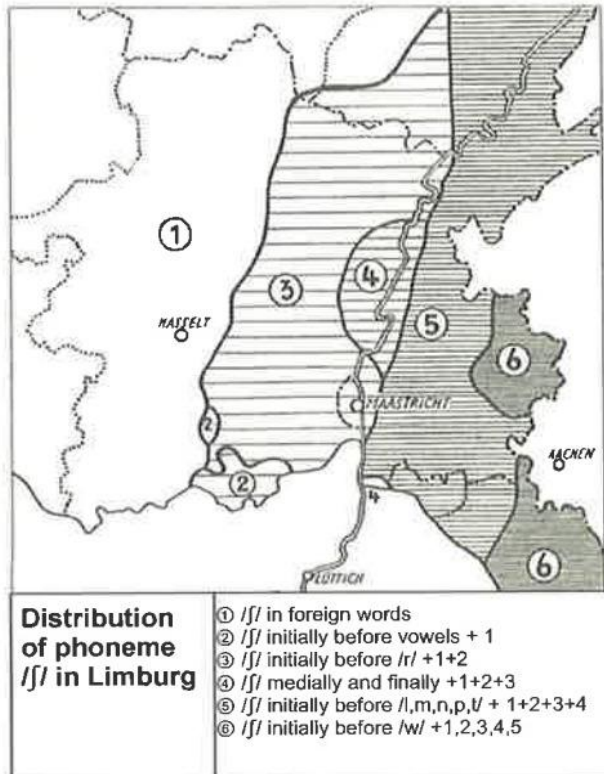 ①
④
③
HASSELT
⑤
⑥
MAASTRICHT
2
AACHEN
②
4
⑥
LÜTTICH
Distribution
of phoneme
/ʃ/ in Limburg
① /ʃ/ in foreign words
② /ʃ/ initially before vowels + 1
③ /ʃ/ initially before /r/ +1+2
④ /ʃ/ medially and finally +1+2+3
⑤ /ʃ/ initially before /l,m,n,p,t/ + 1+2+3+4
⑥ /ʃ/ initially before /w/ +1,2,3,4,5